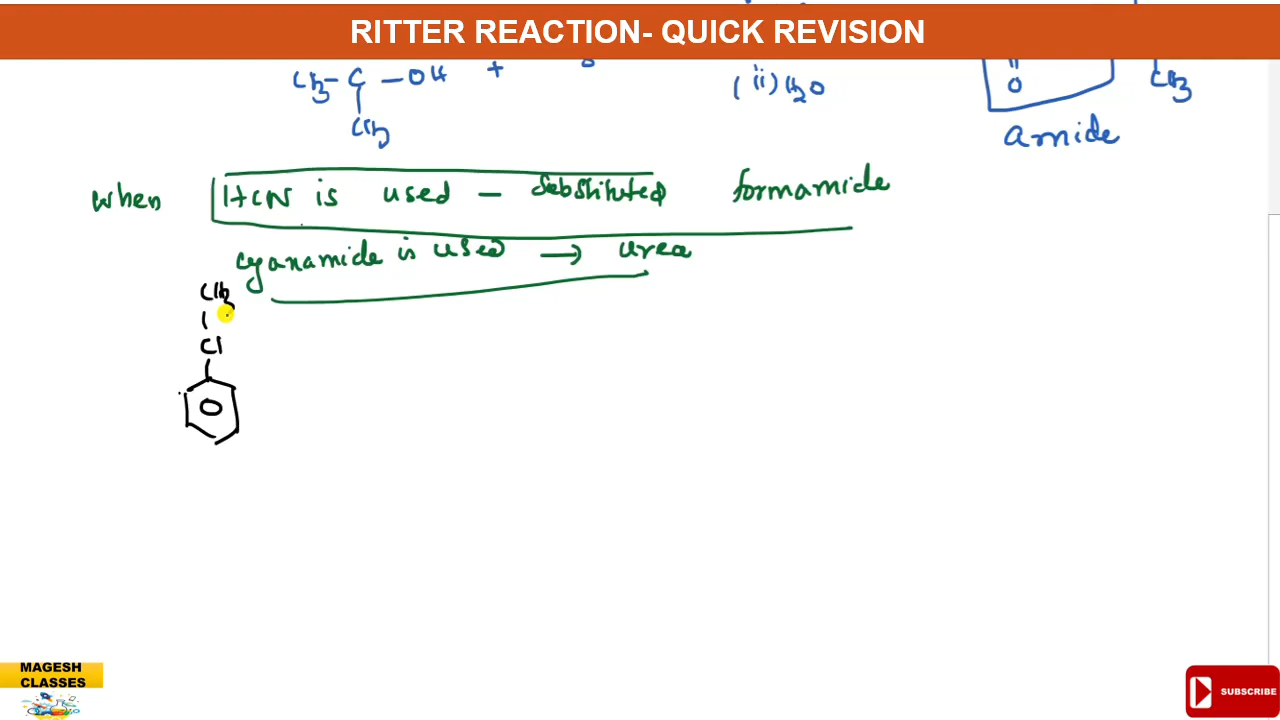 RITTER REACTION- QUICK REVISION
CH3- C - OH +
(ii) H2O
O
CH3
CH3
amide
when HCN is used - substituted formamide
cyanamide is used → urea
CH3
Cl
MAGESH
CLASSES
SUBSCRIBE